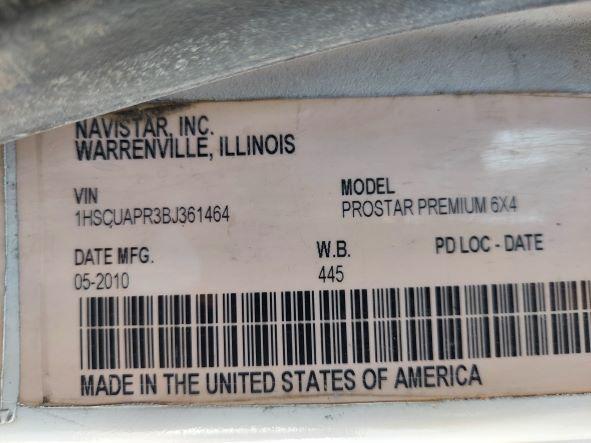 NAVISTAR, INC.
WARRENVILLE, ILLINOIS
VIN MODEL
1HSCUAPR3BJ361464 PROSTAR PREMIUM 6X4
DATE MFG. W.B. PD LOC - DATE
05-2010 445
MADE IN THE UNITED STATES OF AMERICA